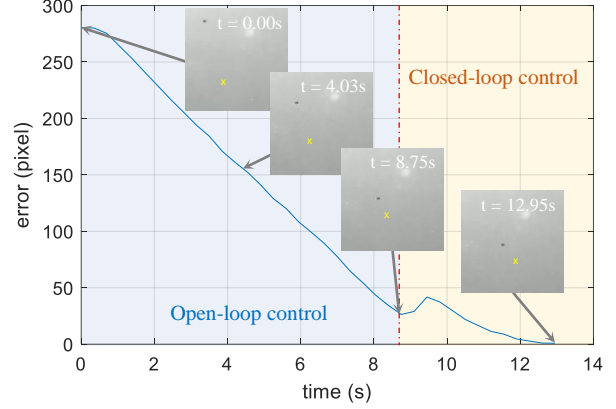 300
250
200
150
100
50
0
error (pixel)
t = 0.00s
x
t = 4.03s
x
t = 8.75s
x
t = 12.95s
x
Closed-loop control
Open-loop control
0 2 4 6 8 10 12 14
time (s)